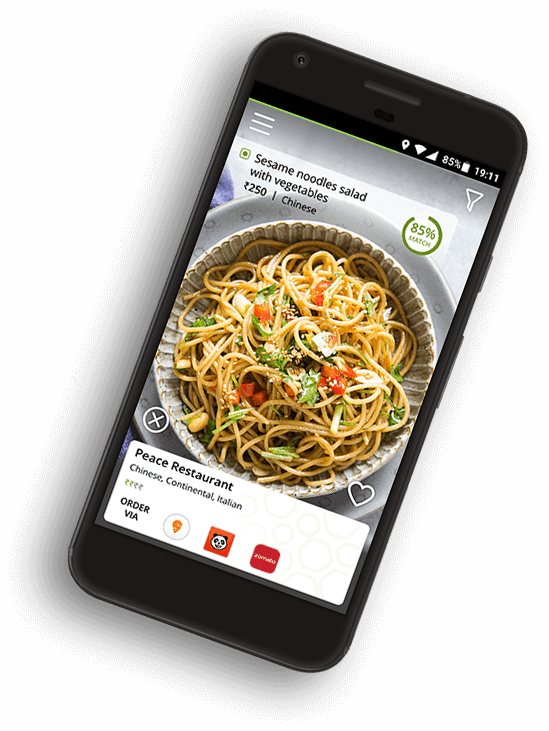 85% 19:11
Sesame noodles salad
with vegetables
₹250 | Chinese
85%
MATCH
Peace Restaurant
Chinese, Continental, Italian
₹₹₹₹
ORDER
VIA
zomato